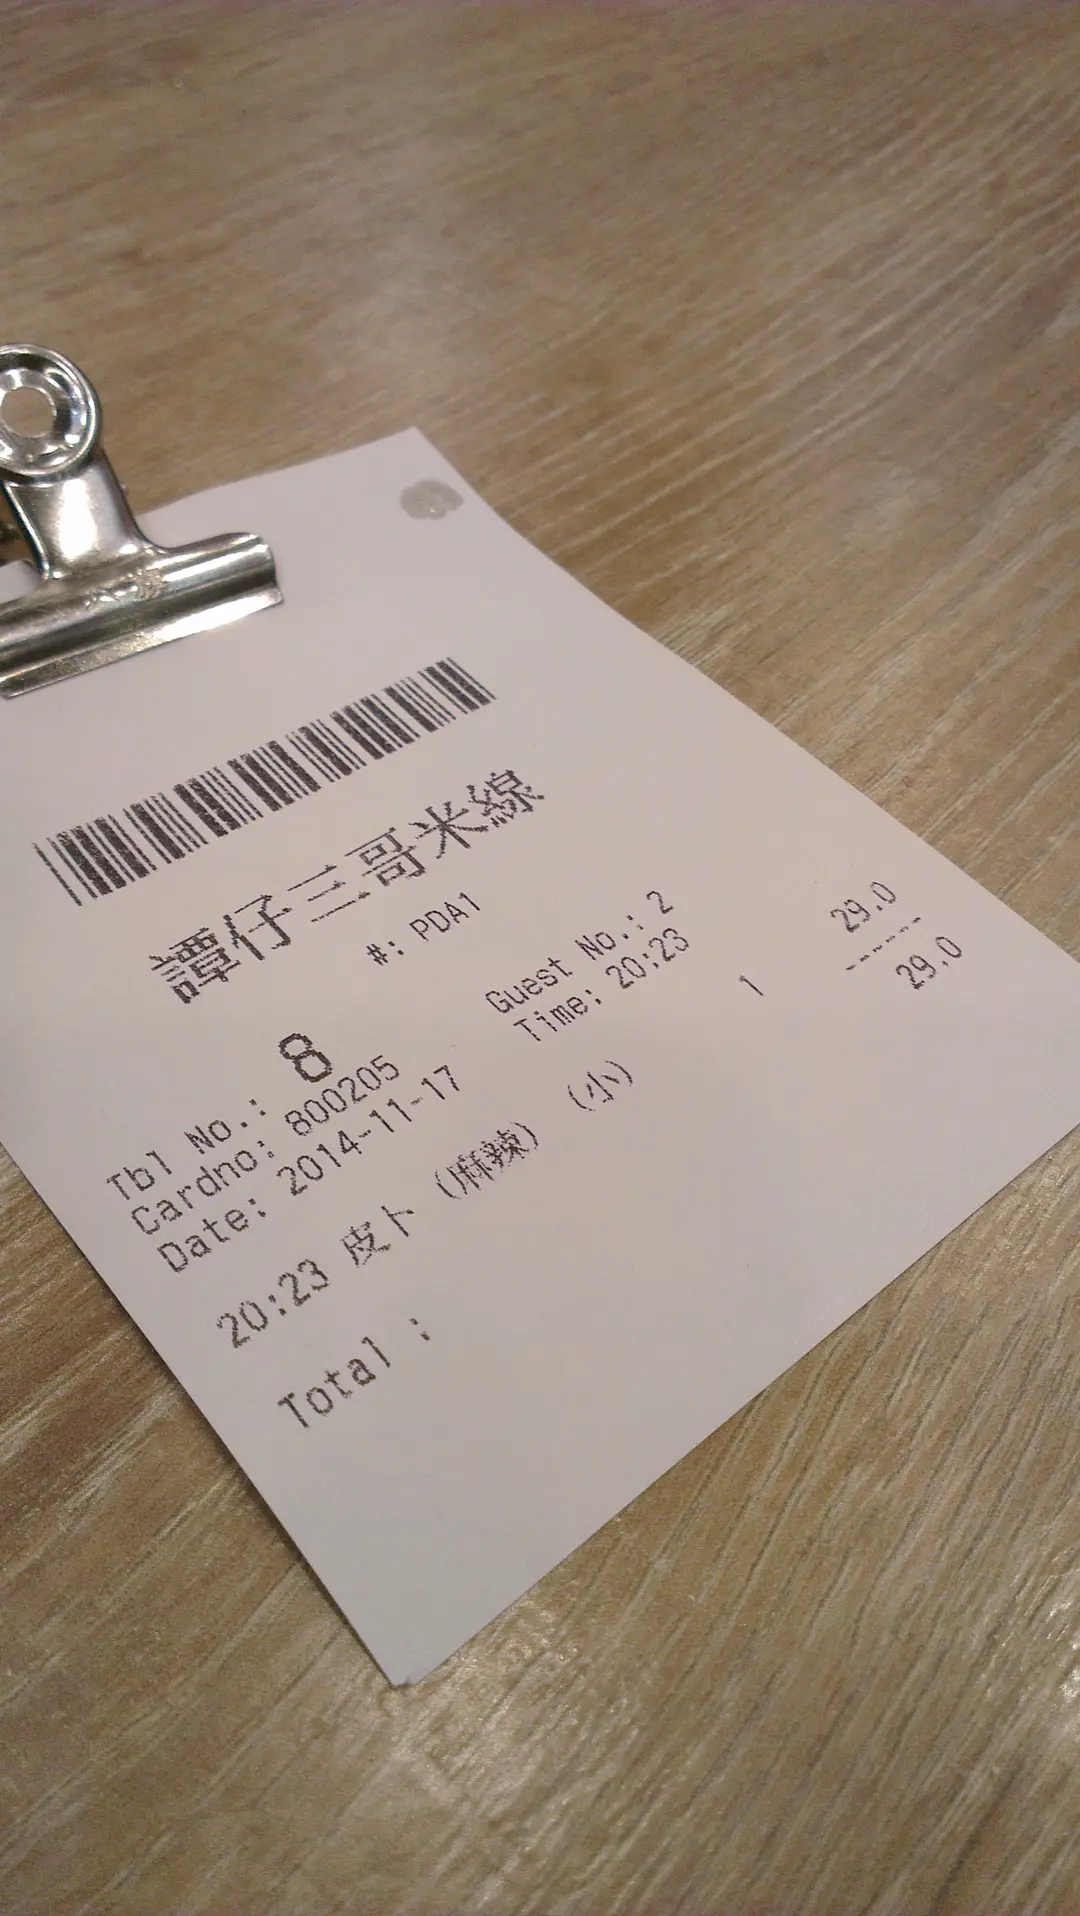 譚仔三哥米線
#: PDA1
Tbl No.: 8 Guest No.: 2
Cardno: 800205 Time: 20:23
Date: 2014-11-17
20:23 皮卜 (麻辣) (小) 1 29.0
------
Total : 29.0